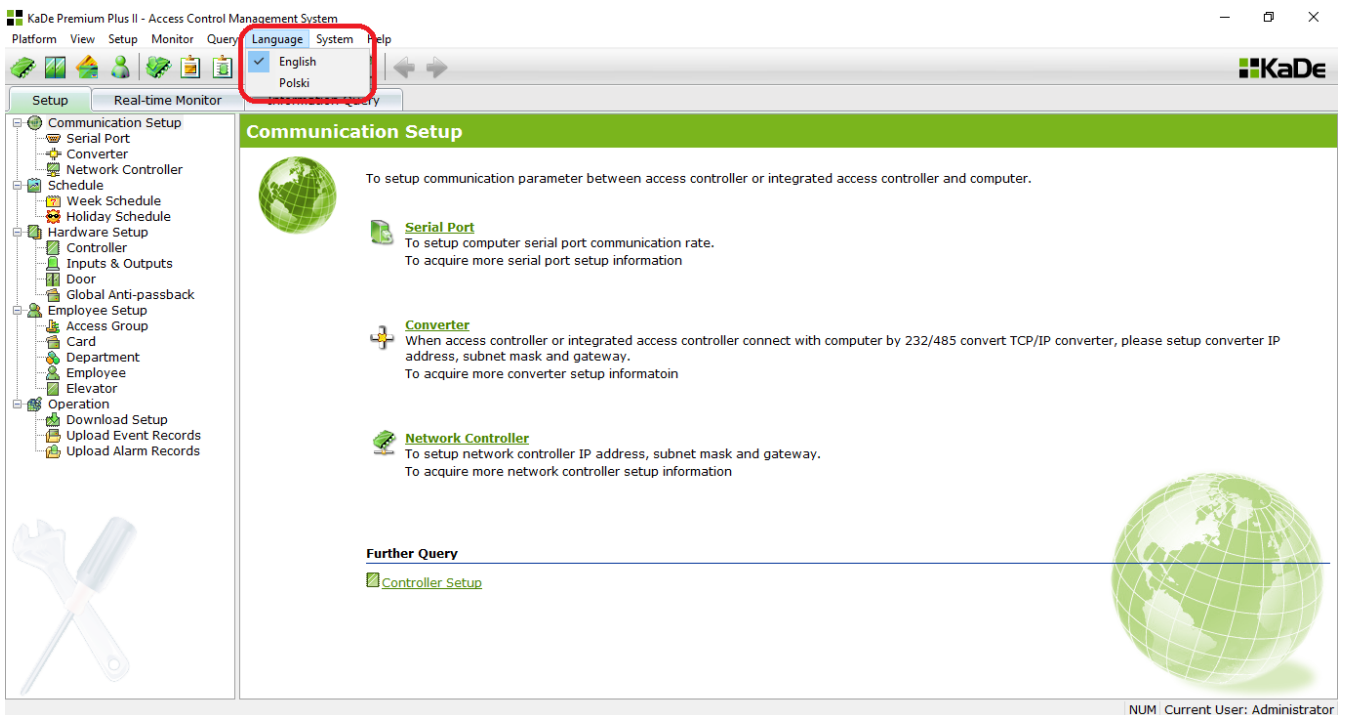 KaDe Premium Plus II - Access Control Management System
Platform View Setup Monitor Query Language System Help
English
Polski
KaDe
Setup Real-time Monitor Information Query
Communication Setup
Serial Port
Converter
Network Controller
Schedule
Week Schedule
Holiday Schedule
Hardware Setup
Controller
Inputs & Outputs
Door
Global Anti-passback
Employee Setup
Access Group
Card
Department
Employee
Elevator
Operation
Download Setup
Upload Event Records
Upload Alarm Records
Communication Setup
To setup communication parameter between access controller or integrated access controller and computer.
Serial Port
To setup computer serial port communication rate.
To acquire more serial port setup information
Converter
When access controller or integrated access controller connect with computer by 232/485 convert TCP/IP converter, please setup converter IP
address, subnet mask and gateway.
To acquire more converter setup informatoin
Network Controller
To setup network controller IP address, subnet mask and gateway.
To acquire more network controller setup information
Further Query
Controller Setup
NUM Current User: Administrator